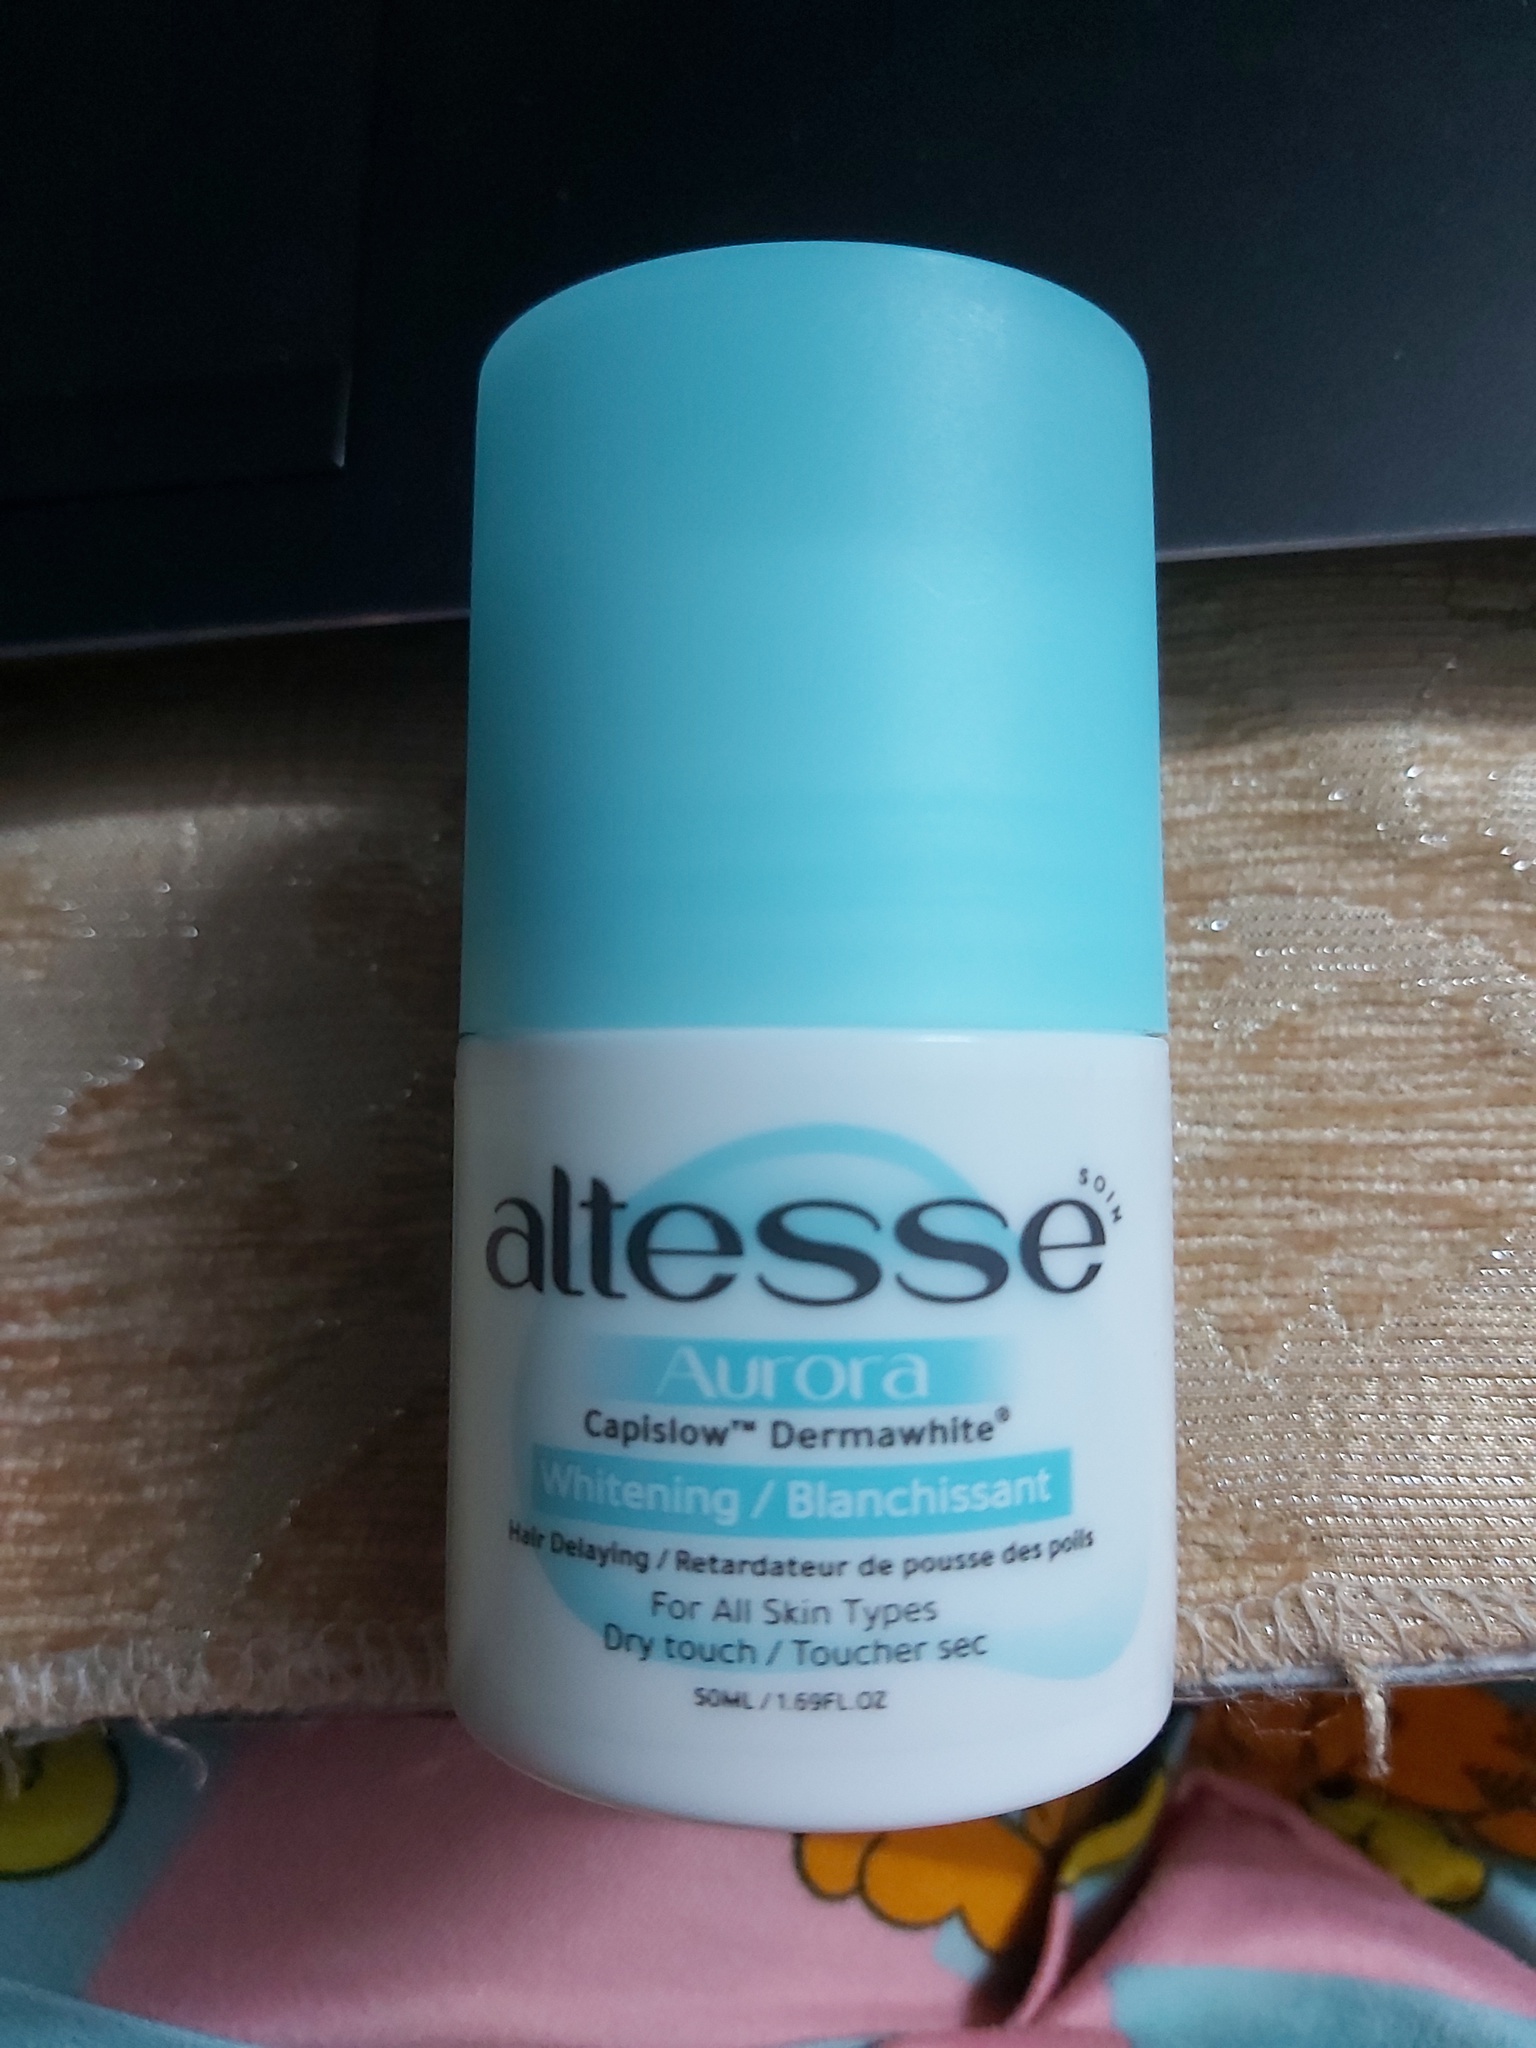 altesse SOIN
Aurora
Capislow™ Dermawhite®
Whitening / Blanchissant
Hair Delaying / Retardateur de pousse des poils
For All Skin Types
Dry touch / Toucher sec
50ML / 1.69FL.OZ